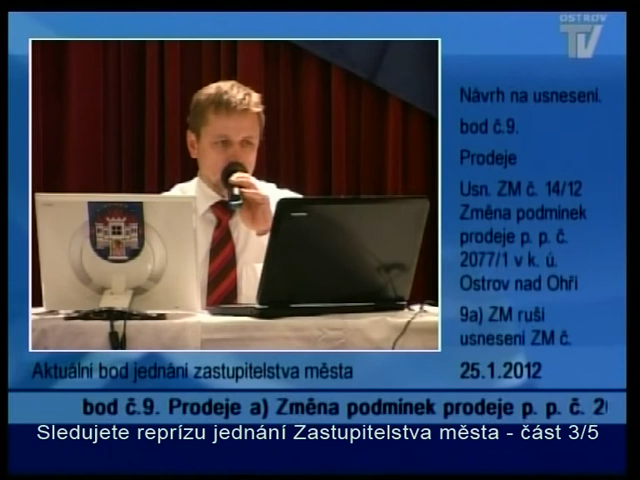 OSTROV
TV
Návrh na usnesení.
bod č.9.
Prodeje
Usn. ZM č. 14/12
Změna podmínek
prodeje p. p. č.
2077/1 v k. ú.
Ostrov nad Ohří
9a) ZM ruší
usnesení ZM č.
Aktuální bod jednání zastupitelstva města
25.1.2012
bod č.9. Prodeje a) Změna podmínek prodeje p. p. č. 20
Sledujete reprízu jednání Zastupitelstva města - část 3/5